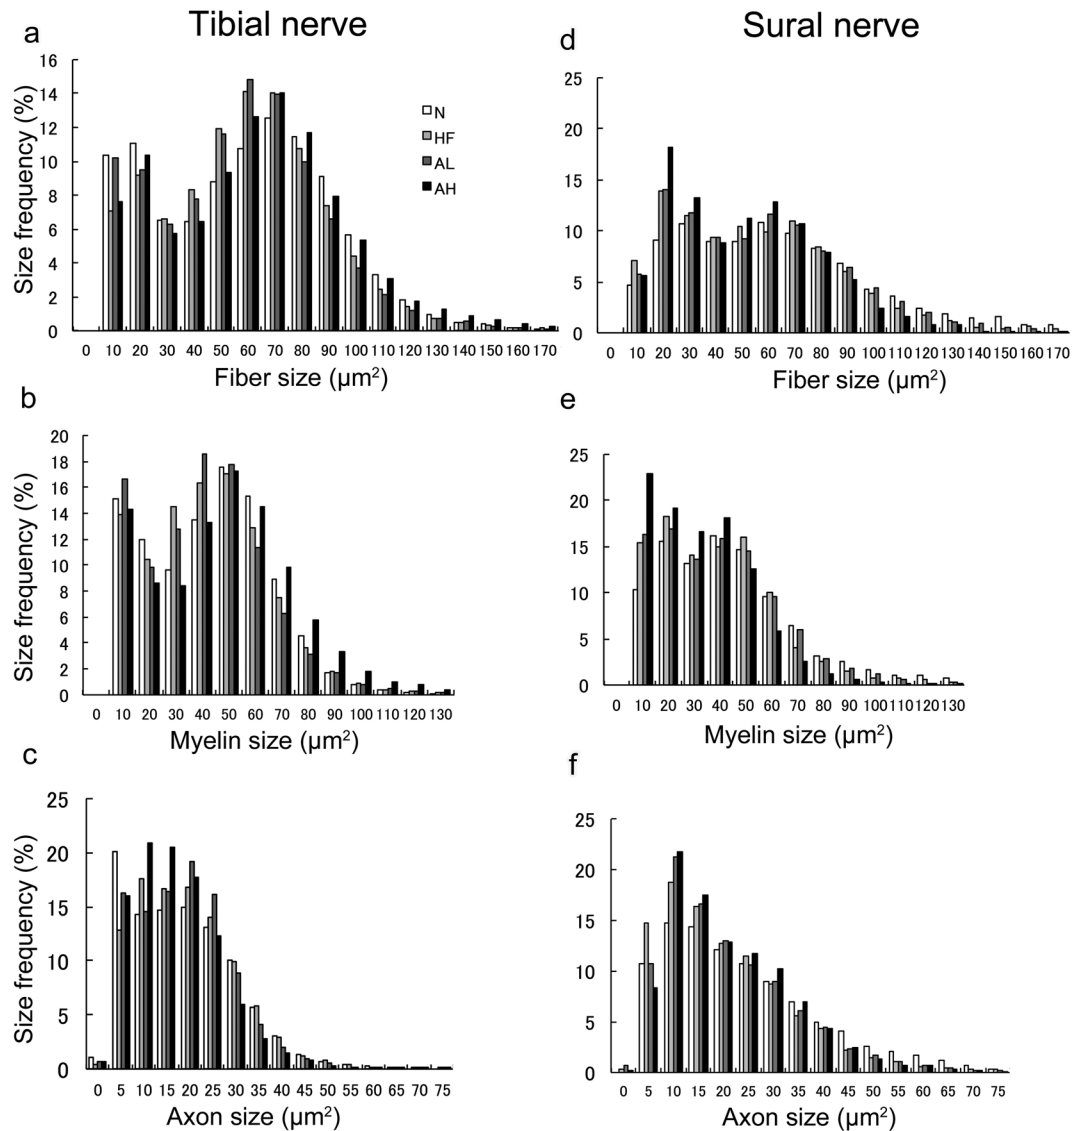 Tibial nerve
Sural nerve
a
16
14
12
10
8
6
4
2
0
Size frequency (%)
N
HF
AL
AH
0 10 20 30 40 50 60 70 80 90 100 110 120 130 140 150 160 170
Fiber size (µm²)
d
25
20
15
10
5
0
0 10 20 30 40 50 60 70 80 90 100 110 120 130 140 150 160 170
Fiber size (µm²)
b
20
18
16
14
12
10
8
6
4
2
0
Size frequency (%)
0 10 20 30 40 50 60 70 80 90 100 110 120 130
Myelin size (µm²)
e
25
20
15
10
5
0
0 10 20 30 40 50 60 70 80 90 100 110 120 130
Myelin size (µm²)
c
25
20
15
10
5
0
Size frequency (%)
0 5 10 15 20 25 30 35 40 45 50 55 60 65 70 75
Axon size (µm²)
f
25
20
15
10
5
0
0 5 10 15 20 25 30 35 40 45 50 55 60 65 70 75
Axon size (µm²)